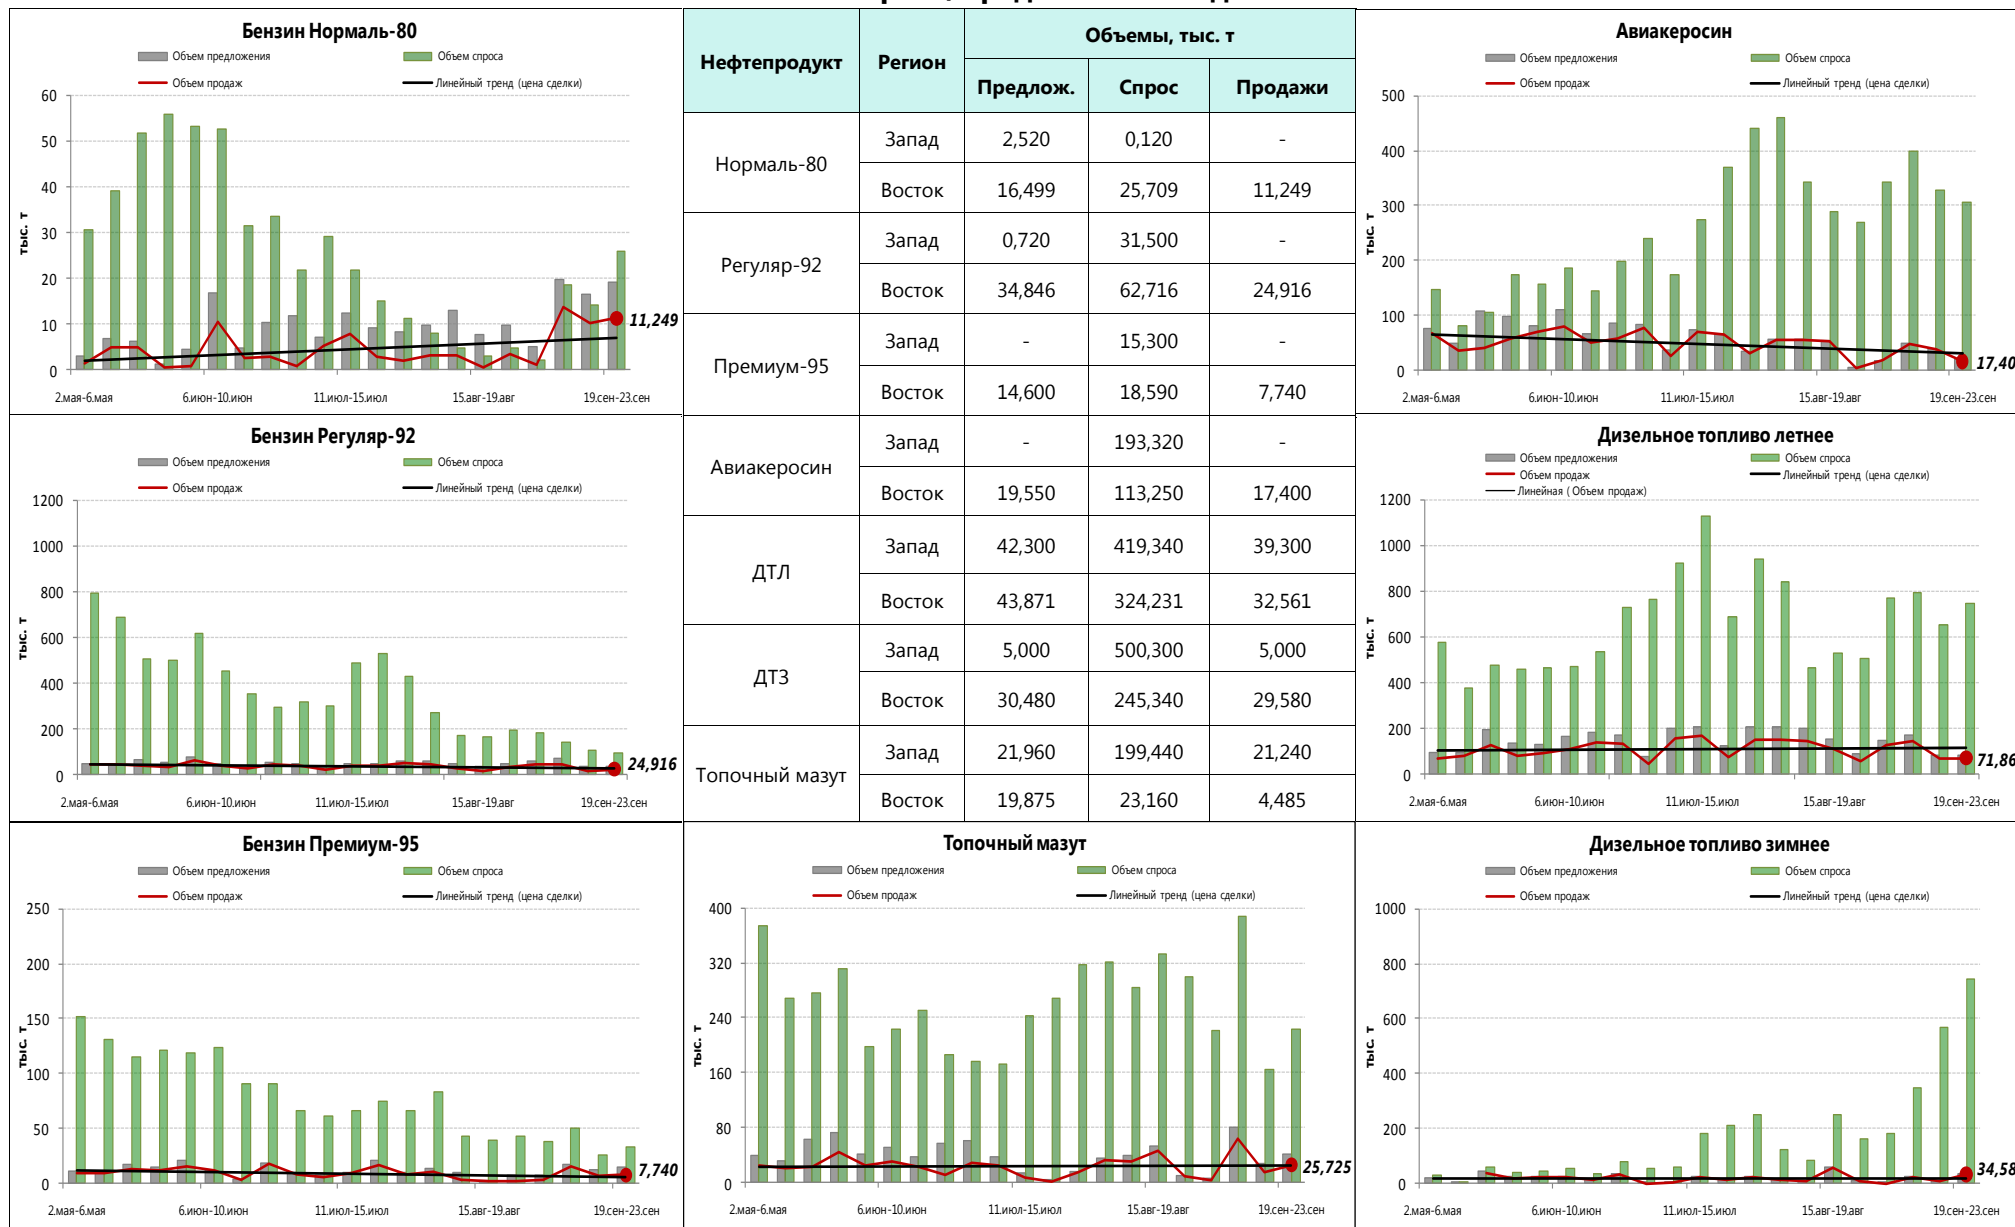 Бензин Нормаль-80
Объем предложения
Объем спроса
Объем продаж
Линейный тренд (цена сделки)
60
50
40
30
20
10
0
тыс. т
11,249
2.мая-6.мая
6.июн-10.июн
11.июл-15.июл
15.авг-19.авг
19.сен-23.сен
Нефтепродукт
Регион
Объемы, тыс. т
Предлож.
Спрос
Продажи
Нормаль-80
Запад
2,520
0,120
-
Восток
16,499
25,709
11,249
Регуляр-92
Запад
0,720
31,500
-
Восток
34,846
62,716
24,916
Премиум-95
Запад
-
15,300
-
Восток
14,600
18,590
7,740
Авиакеросин
Запад
-
193,320
-
Восток
19,550
113,250
17,400
ДТЛ
Запад
42,300
419,340
39,300
Восток
43,871
324,231
32,561
ДТЗ
Запад
5,000
500,300
5,000
Восток
30,480
245,340
29,580
Топочный мазут
Запад
21,960
199,440
21,240
Восток
19,875
23,160
4,485
Авиакеросин
Объем предложения
Объем спроса
Объем продаж
Линейный тренд (цена сделки)
500
400
300
200
100
0
тыс. т
17,40
2.мая-6.мая
6.июн-10.июн
11.июл-15.июл
15.авг-19.авг
19.сен-23.сен
Бензин Регуляр-92
Объем предложения
Объем спроса
Объем продаж
Линейный тренд (цена сделки)
1200
1000
800
600
400
200
0
тыс. т
24,916
2.мая-6.мая
6.июн-10.июн
11.июл-15.июл
15.авг-19.авг
19.сен-23.сен
Дизельное топливо летнее
Объем предложения
Объем спроса
Объем продаж
Линейный тренд (цена сделки)
Линейная ( Объем продаж)
1200
1000
800
600
400
200
0
тыс. т
71,86
2.мая-6.мая
6.июн-10.июн
11.июл-15.июл
15.авг-19.авг
19.сен-23.сен
Бензин Премиум-95
Объем предложения
Объем спроса
Объем продаж
Линейный тренд (цена сделки)
250
200
150
100
50
0
тыс. т
7,740
2.мая-6.мая
6.июн-10.июн
11.июл-15.июл
15.авг-19.авг
19.сен-23.сен
Топочный мазут
Объем предложения
Объем спроса
Объем продаж
Линейный тренд (цена сделки)
400
320
240
160
80
0
тыс. т
25,725
2.мая-6.мая
6.июн-10.июн
11.июл-15.июл
15.авг-19.авг
19.сен-23.сен
Дизельное топливо зимнее
Объем предложения
Объем спроса
Объем продаж
Линейный тренд (цена сделки)
1000
800
600
400
200
0
тыс. т
34,58
2.мая-6.мая
6.июн-10.июн
11.июл-15.июл
15.авг-19.авг
19.сен-23.сен